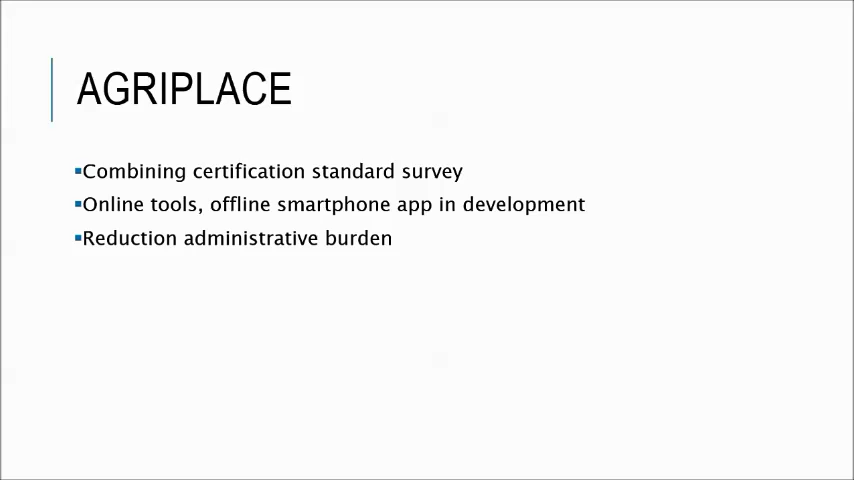 AGRIPLACE
▪Combining certification standard survey
▪Online tools, offline smartphone app in development
▪Reduction administrative burden